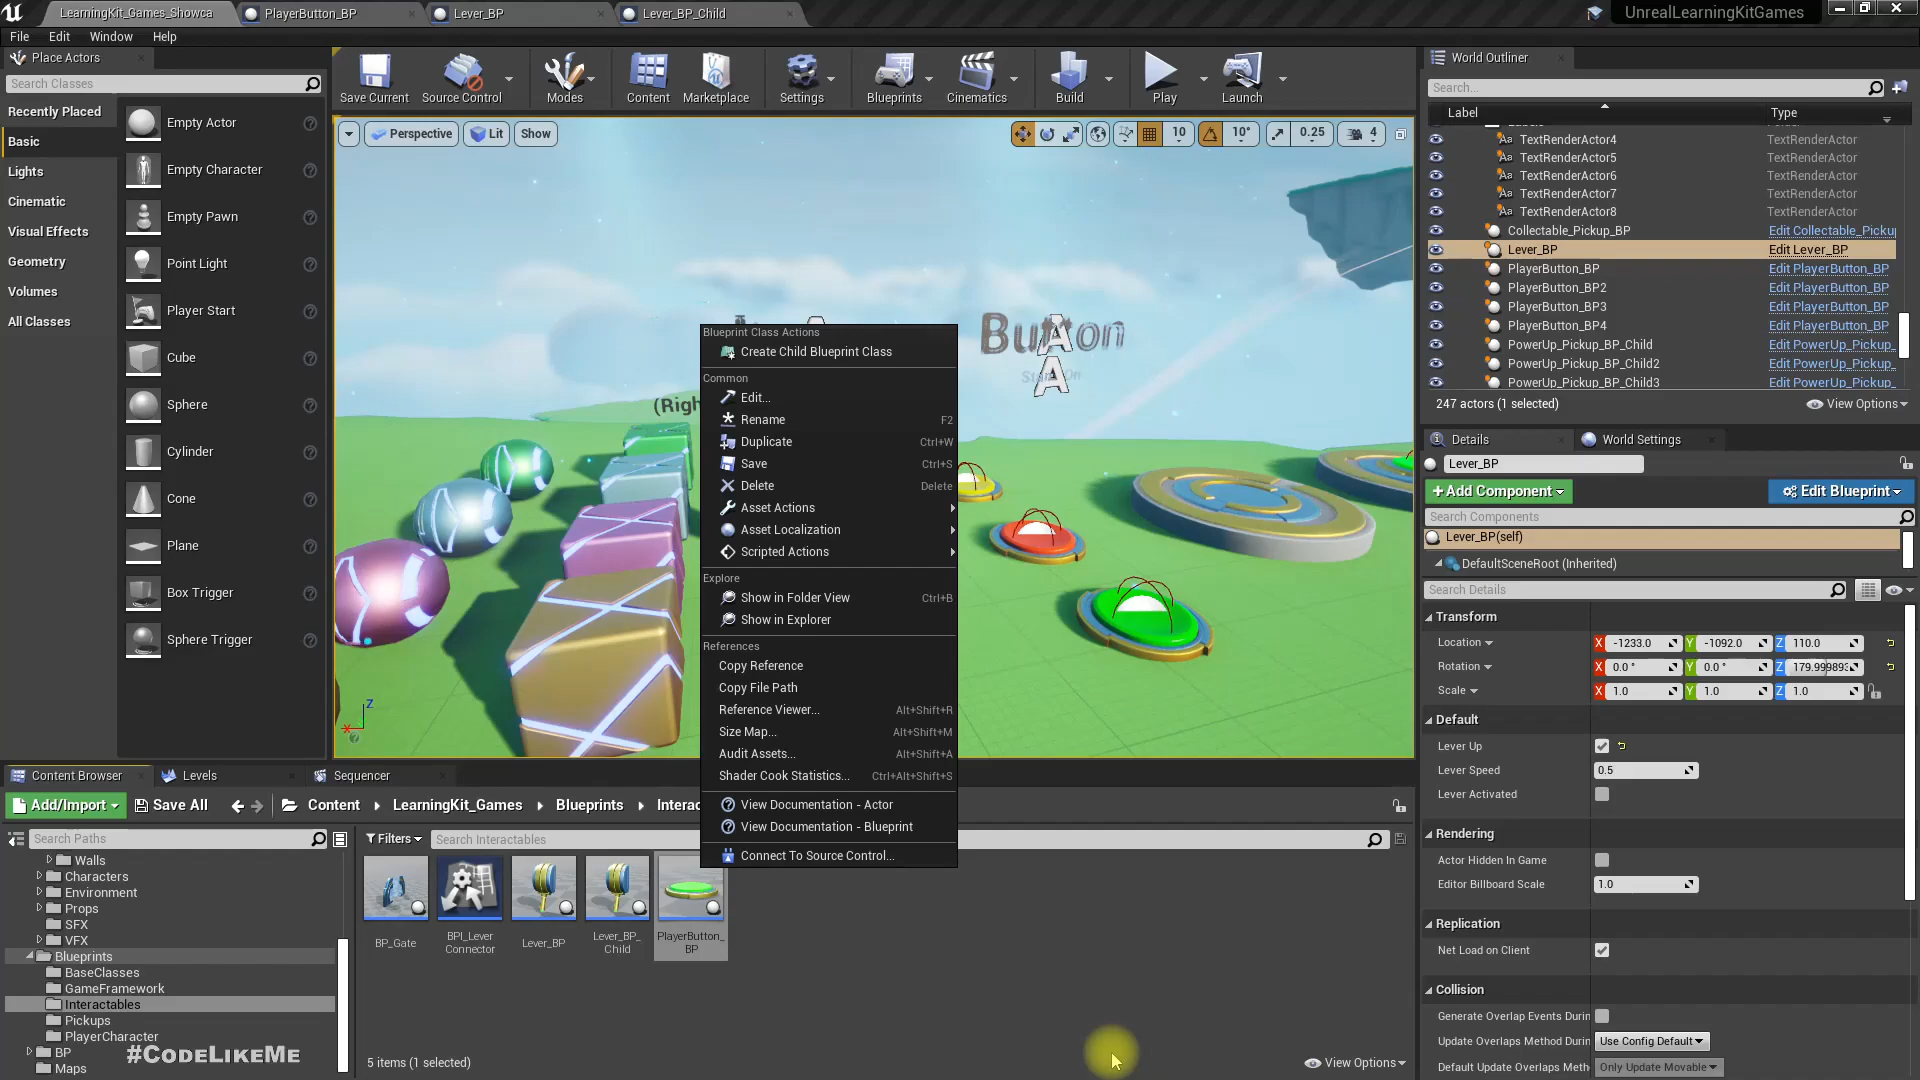 LearningKit_Games_Showca
PlayerButton_BP
Lever_BP
Lever_BP_Child
UnrealLearningKitGames
File
Edit
Window
Help
Place Actors
Search Classes
Recently Placed
Basic
Lights
Cinematic
Visual Effects
Geometry
Volumes
All Classes
Empty Actor
Empty Character
Empty Pawn
Point Light
Player Start
Cube
Sphere
Cylinder
Cone
Plane
Box Trigger
Sphere Trigger
Save Current
Source Control
Modes
Content
Marketplace
Settings
Blueprints
Cinematics
Build
Play
Launch
Perspective
Lit
Show
10
10°
0.25
4
Button
(Righ
Blueprint Class Actions
Create Child Blueprint Class
Common
Edit...
Rename F2
Duplicate Ctrl+W
Save Ctrl+S
Delete Delete
Asset Actions
Asset Localization
Scripted Actions
Explore
Show in Folder View Ctrl+B
Show in Explorer
References
Copy Reference
Copy File Path
Reference Viewer... Alt+Shift+R
Size Map... Alt+Shift+M
Audit Assets... Alt+Shift+A
Shader Cook Statistics... Ctrl+Alt+Shift+S
View Documentation - Actor
View Documentation - Blueprint
Connect To Source Control...
World Outliner
Search...
Label Type
TextRenderActor4 TextRenderActor
TextRenderActor5 TextRenderActor
TextRenderActor6 TextRenderActor
TextRenderActor7 TextRenderActor
TextRenderActor8 TextRenderActor
Collectable_Pickup_BP Edit Collectable_Picku
Lever_BP Edit Lever_BP
PlayerButton_BP Edit PlayerButton_BP
PlayerButton_BP2 Edit PlayerButton_BP
PlayerButton_BP3 Edit PlayerButton_BP
PlayerButton_BP4 Edit PlayerButton_BP
PowerUp_Pickup_BP_Child Edit PowerUp_Pickup_
PowerUp_Pickup_BP_Child2 Edit PowerUp_Pickup_
PowerUp_Pickup_BP_Child3 Edit PowerUp_Pickup_
247 actors (1 selected)
View Options
Details
World Settings
Lever_BP
+Add Component
Edit Blueprint
Search Components
Lever_BP(self)
DefaultSceneRoot (Inherited)
Search Details
Transform
Location X -1233.0 Y -1092.0 Z 110.0
Rotation X 0.0 ° Y 0.0 ° Z 179.999893
Scale X 1.0 Y 1.0 Z 1.0
Default
Lever Up
Lever Speed 0.5
Lever Activated
Rendering
Actor Hidden In Game
Editor Billboard Scale 1.0
Replication
Net Load on Client
Collision
Generate Overlap Events Durin
Update Overlaps Method Durin Use Config Default
Default Update Overlaps Meth Only Update Movable
Content Browser
Levels
Sequencer
Add/Import
Save All
Content
LearningKit_Games
Blueprints
Interac
Search Paths
Filters
Search Interactables
Walls
Characters
Environment
Props
SFX
VFX
Blueprints
BaseClasses
GameFramework
Interactables
Pickups
PlayerCharacter
BP
Maps
#CodeLikeMe
BP_Gate
BPI_Lever
Connector
Lever_BP
Lever_BP_
Child
PlayerButton_
BP
5 items (1 selected)
View Options